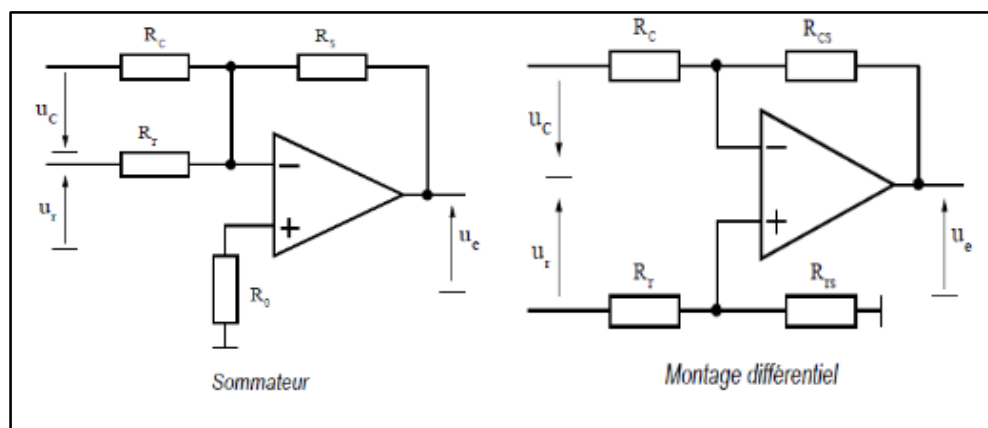 R_c
R_s
u_c
R_r
u_r
−
+
u_e
R_0
Sommateur
R_C
R_CS
u_C
−
+
u_r
u_e
R_r
R_rs
Montage différentiel